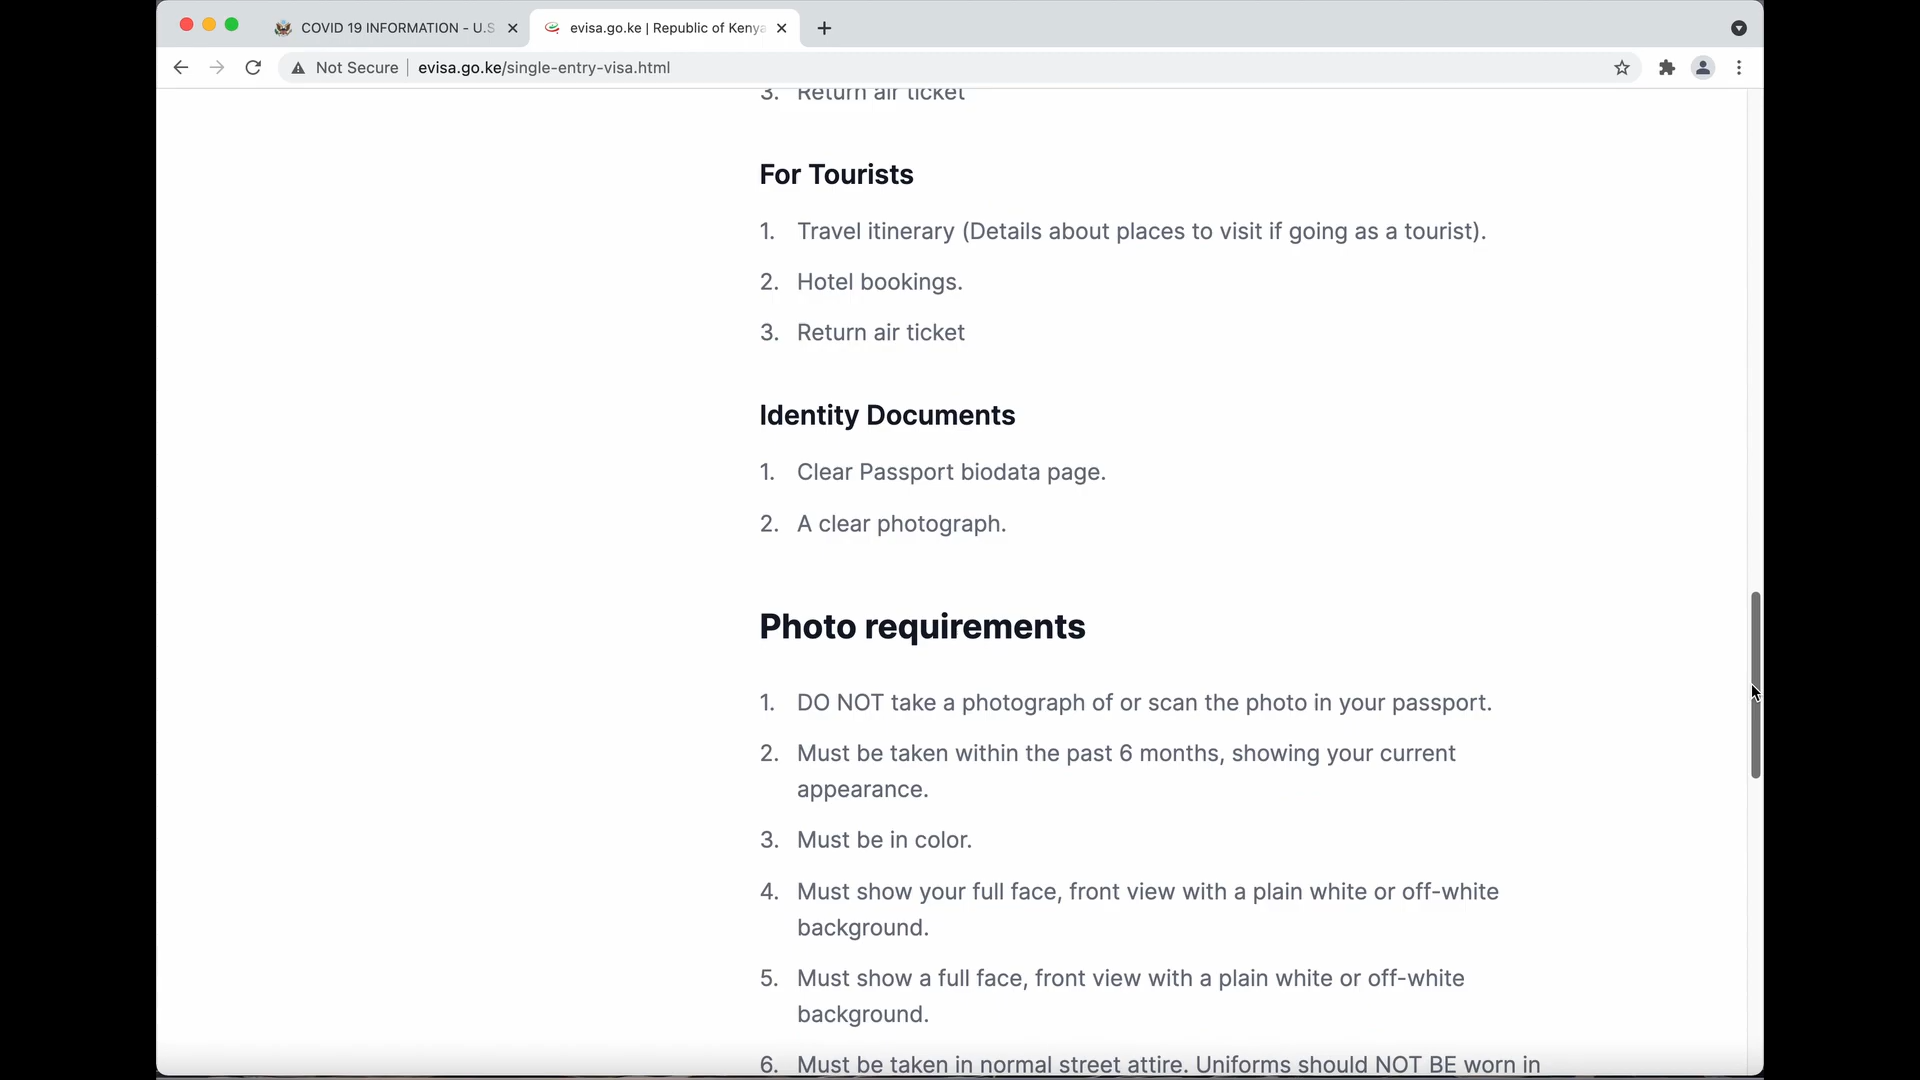 COVID 19 INFORMATION - U.S
evisa.go.ke | Republic of Kenya
Not Secure
evisa.go.ke/single-entry-visa.html
3. Return air ticket
For Tourists
1. Travel itinerary (Details about places to visit if going as a tourist).
2. Hotel bookings.
3. Return air ticket
Identity Documents
1. Clear Passport biodata page.
2. A clear photograph.
Photo requirements
1. DO NOT take a photograph of or scan the photo in your passport.
2. Must be taken within the past 6 months, showing your current
appearance.
3. Must be in color.
4. Must show your full face, front view with a plain white or off-white
background.
5. Must show a full face, front view with a plain white or off-white
background.
6. Must be taken in normal street attire. Uniforms should NOT BE worn in